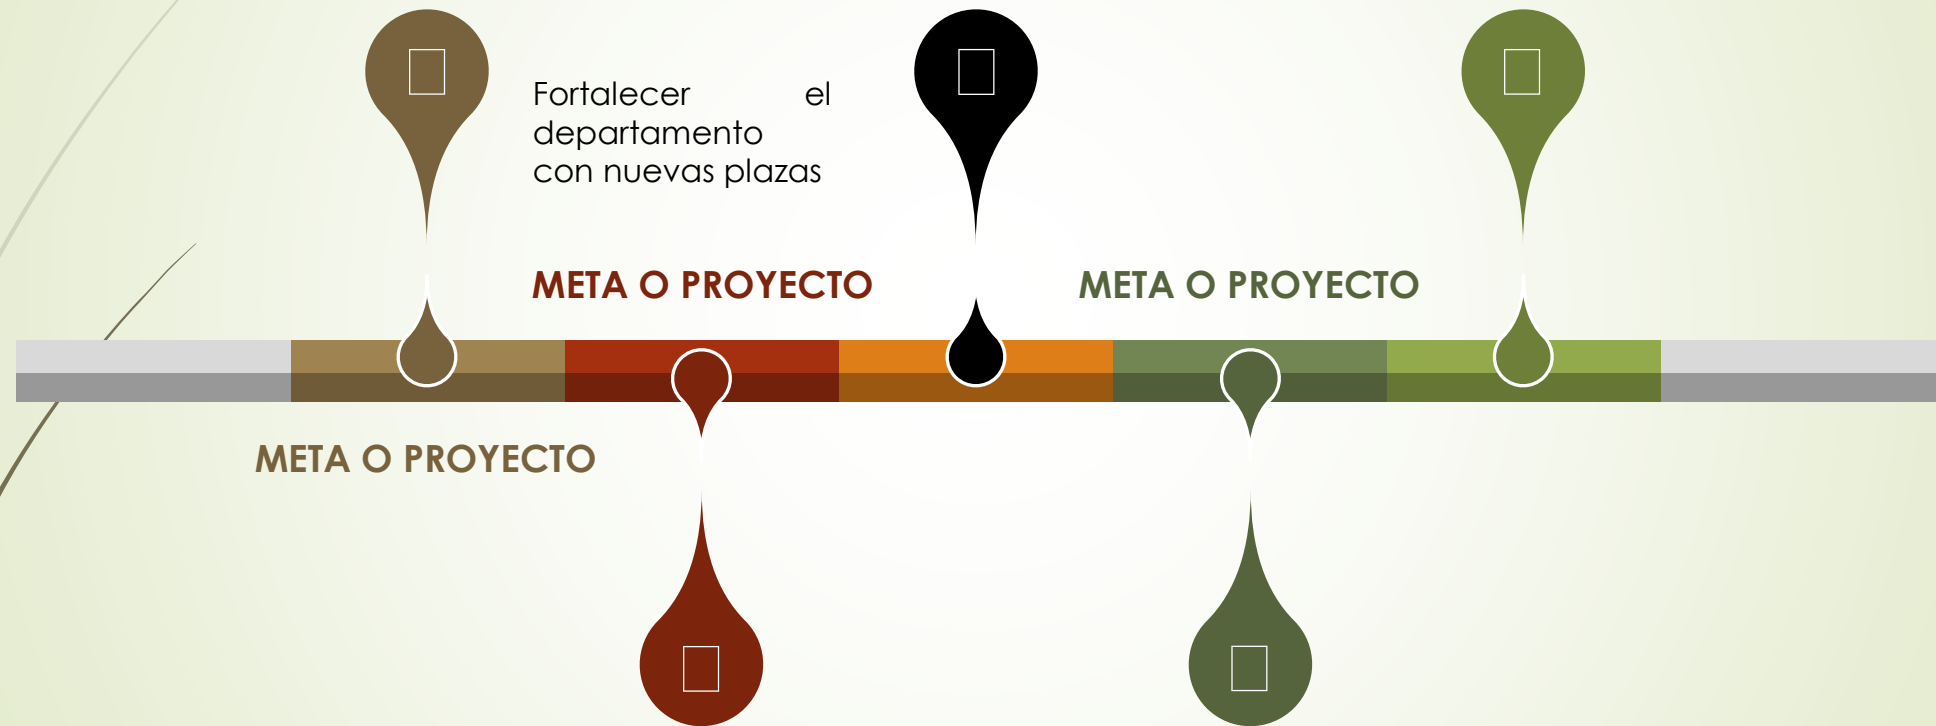 Fortalecer el
departamento
con nuevas plazas
META O PROYECTO
META O PROYECTO
META O PROYECTO